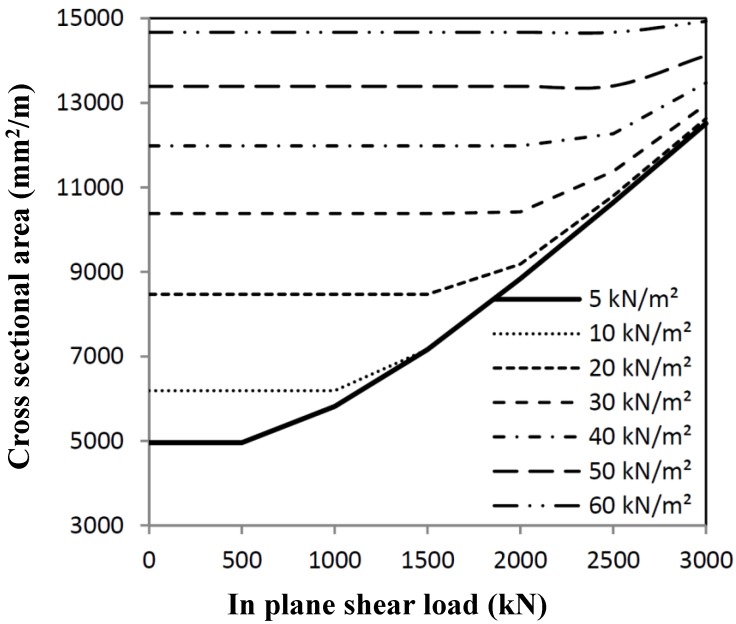 15000
13000
11000
9000
7000
5000
3000
Cross sectional area (mm²/m)
5 kN/m²
10 kN/m²
20 kN/m²
30 kN/m²
40 kN/m²
50 kN/m²
60 kN/m²
0 500 1000 1500 2000 2500 3000
In plane shear load (kN)